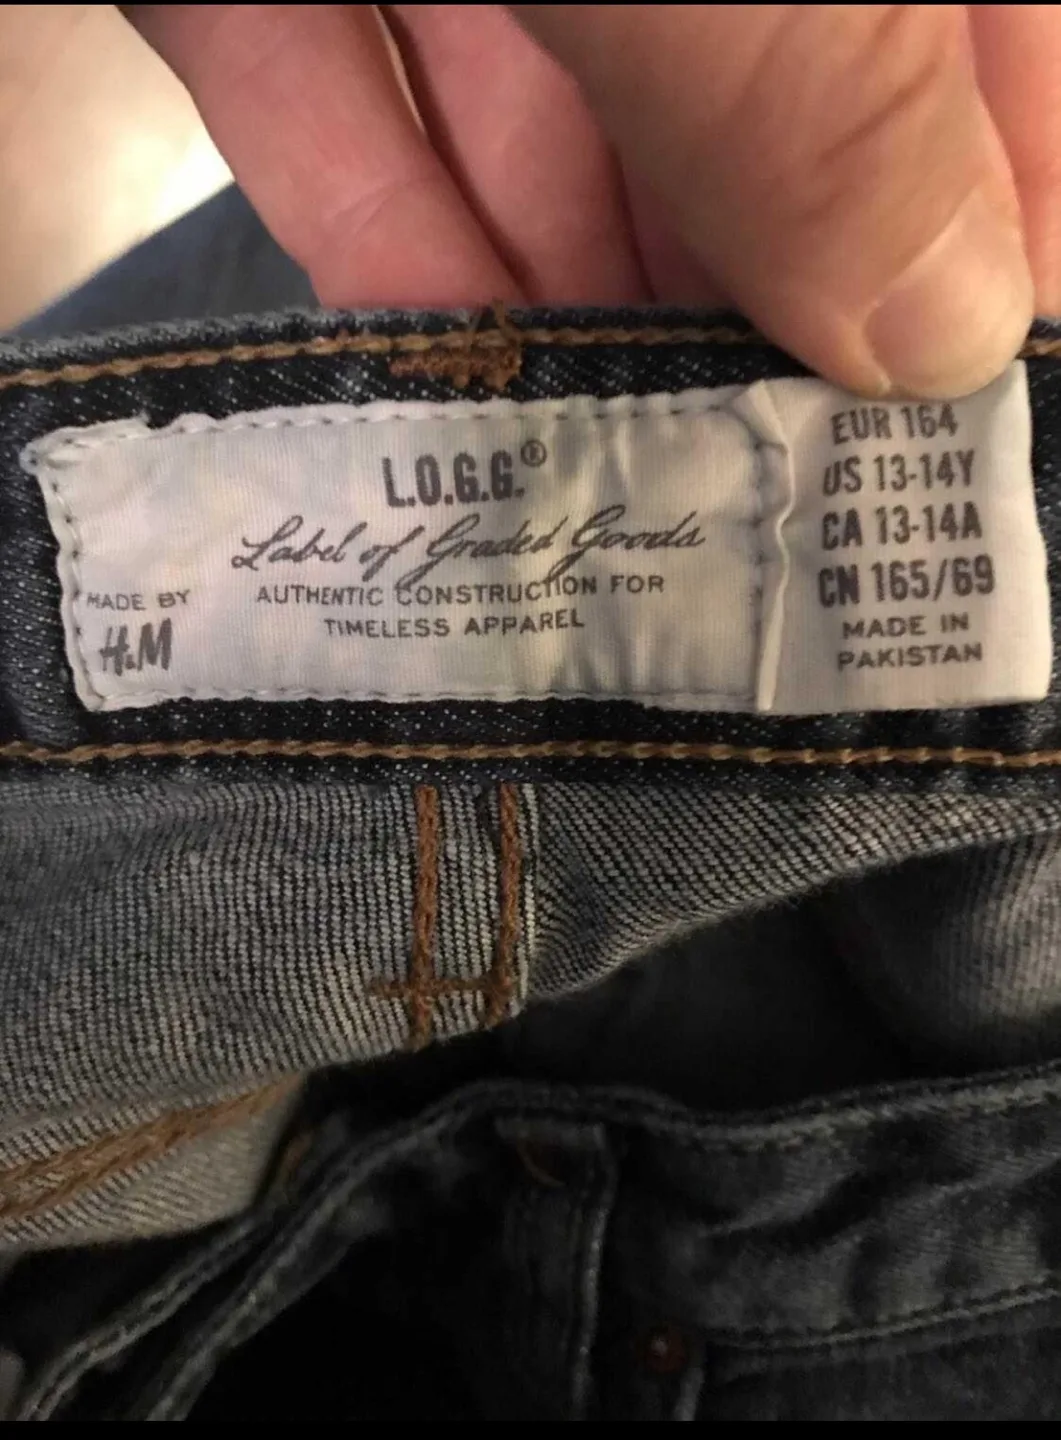 L.O.G.G.®
Label of Graded Goods
AUTHENTIC CONSTRUCTION FOR
TIMELESS APPAREL
MADE BY
H&M
EUR 164
US 13-14Y
CA 13-14A
CN 165/69
MADE IN
PAKISTAN